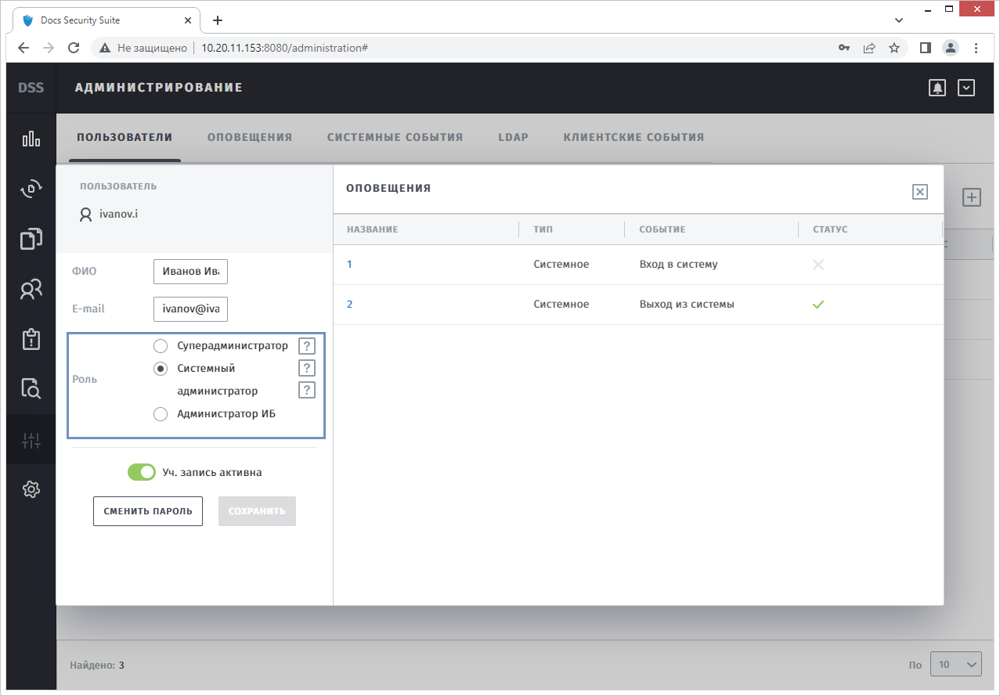 Docs Security Suite
Не защищено
10.20.11.153:8080/administration#
DSS
АДМИНИСТРИРОВАНИЕ
ПОЛЬЗОВАТЕЛИ ОПОВЕЩЕНИЯ СИСТЕМНЫЕ СОБЫТИЯ LDAP КЛИЕНТСКИЕ СОБЫТИЯ
ПОЛЬЗОВАТЕЛЬ
ivanov.i
ФИО Иванов Ива
E-mail ivanov@iva
Роль
Суперадминистратор ?
Системный ?
администратор ?
Администратор ИБ
Уч. запись активна
СМЕНИТЬ ПАРОЛЬ СОХРАНИТЬ
ОПОВЕЩЕНИЯ
НАЗВАНИЕ ТИП СОБЫТИЕ СТАТУС
1 Системное Вход в систему
2 Системное Выход из системы
Найдено: 3
По 10